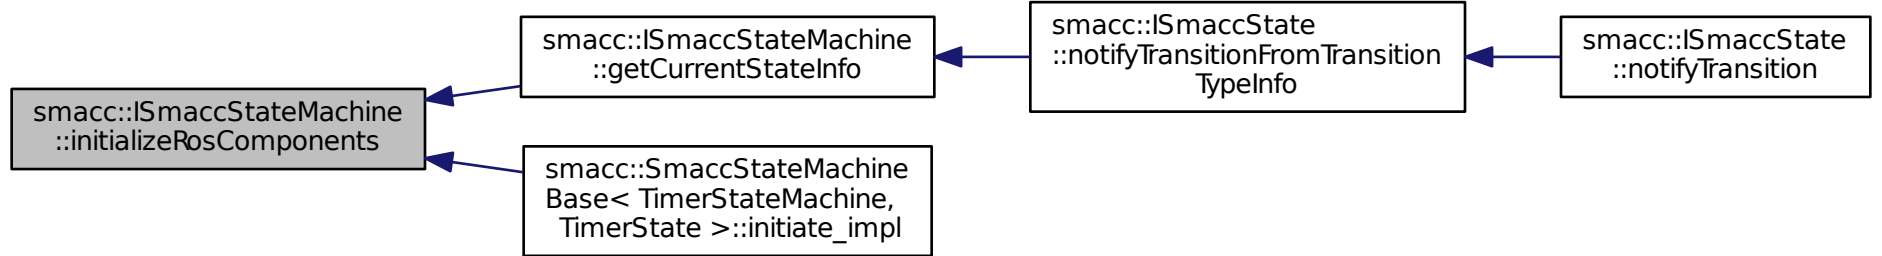 smacc::ISmaccStateMachine
::initializeRosComponents
smacc::ISmaccStateMachine
::getCurrentStateInfo
smacc::ISmaccState
::notifyTransitionFromTransition
TypeInfo
smacc::ISmaccState
::notifyTransition
smacc::SmaccStateMachine
Base< TimerStateMachine,
TimerState >::initiate_impl